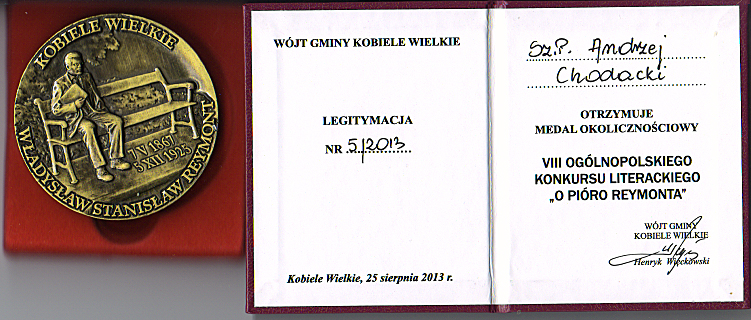 KOBIELE WIELKIE
7 V 1867
5 XII 1925
WŁADYSŁAW STANISŁAW REYMONT
WÓJT GMINY KOBIELE WIELKIE
LEGITYMACJA
NR 5/2013
Kobiele Wielkie, 25 sierpnia 2013 r.
Sz.P. Andrzej
Chodacki
OTRZYMUJE
MEDAL OKOLICZNOŚCIOWY
VIII OGÓLNOPOLSKIEGO
KONKURSU LITERACKIEGO
„O PIÓRO REYMONTA”
WÓJT GMINY
KOBIELE WIELKIE
Henryk Więckowski